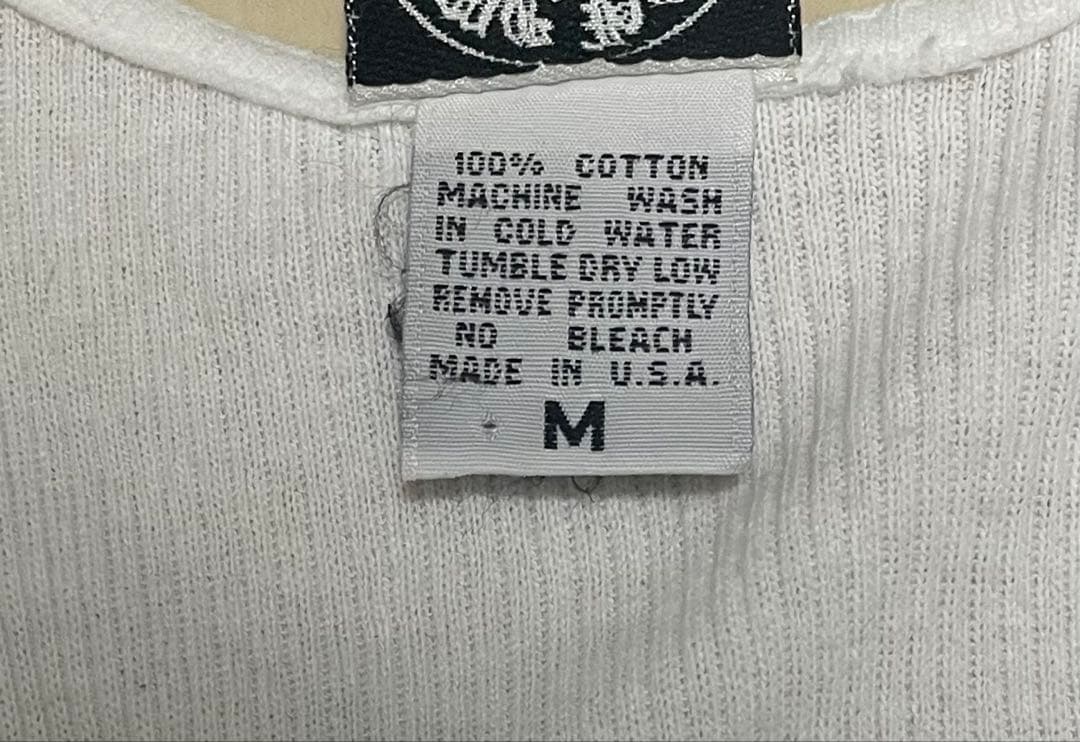 100% COTTON
MACHINE WASH
IN COLD WATER
TUMBLE DRY LOW
REMOVE PROMPTLY
NO BLEACH
MADE IN U.S.A.
M